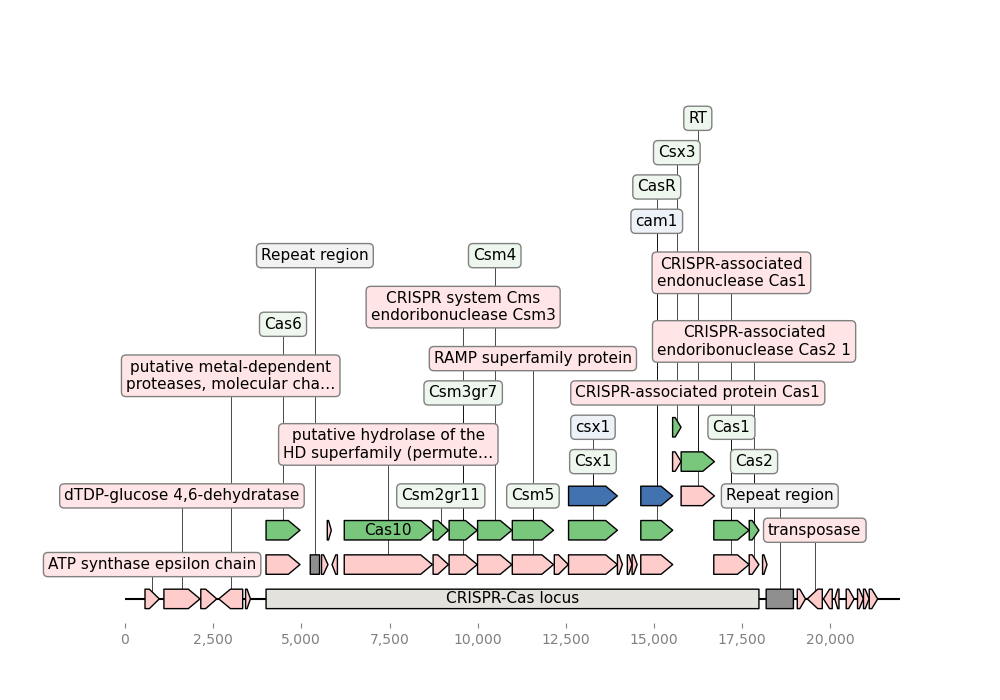 RT
Csx3
CasR
cam1
Repeat region
Csm4
CRISPR-associated
endonuclease Cas1
CRISPR system Cms
endoribonuclease Csm3
Cas6
CRISPR-associated
endoribonuclease Cas2 1
putative metal-dependent
proteases, molecular cha...
RAMP superfamily protein
Csm3gr7
CRISPR-associated protein Cas1
putative hydrolase of the
HD superfamily (permute...
csx1
Cas1
Csx1
Cas2
dTDP-glucose 4,6-dehydratase
Csm2gr11
Csm5
Repeat region
Cas10
transposase
ATP synthase epsilon chain
CRISPR-Cas locus
0
2,500
5,000
7,500
10,000
12,500
15,000
17,500
20,000